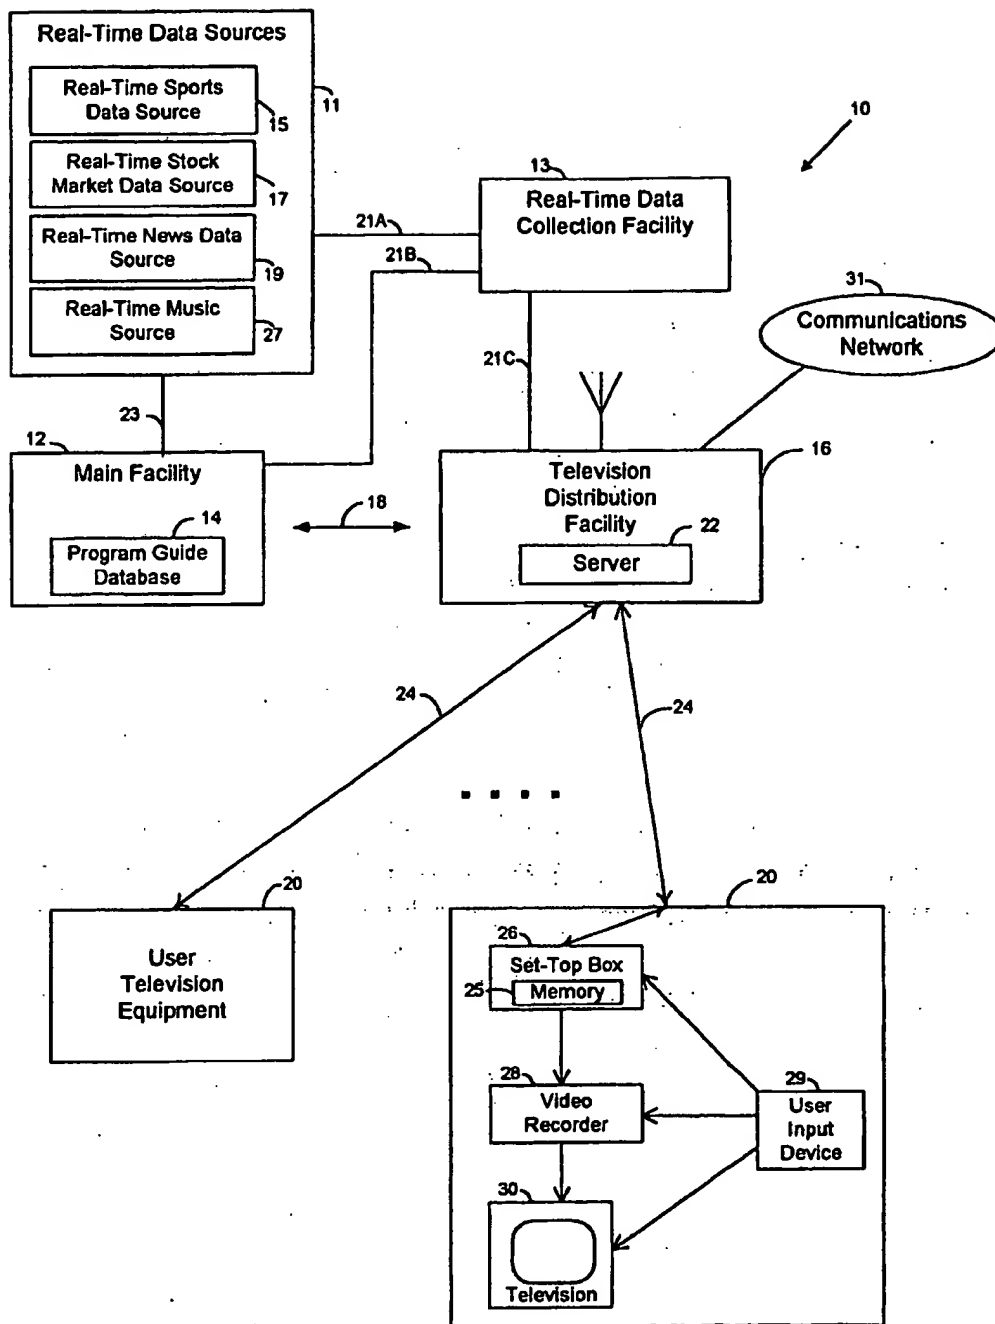 Real-Time Data Sources
Real-Time Sports
Data Source
15
Real-Time Stock
Market Data Source
17
Real-Time News Data
Source
19
Real-Time Music
Source
27
11
10
13
Real-Time Data
Collection Facility
21A
21B
31
Communications
Network
21C
23
12
Main Facility
14
Program Guide
Database
18
16
Television
Distribution
Facility
22
Server
24
24
20
User
Television
Equipment
20
26
Set-Top Box
25
Memory
28
Video
Recorder
29
User
Input
Device
30
Television